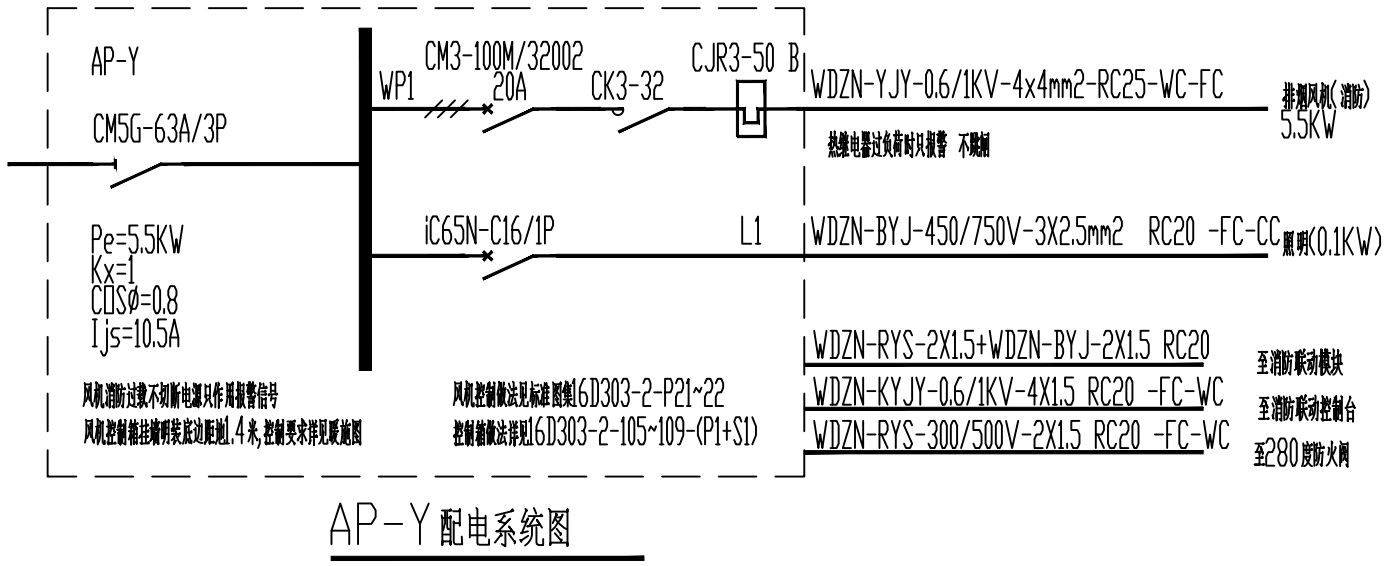 AP-Y
CM5G-63A/3P
WP1
CM3-100M/32002
20A
CK3-32
CJR3-50 B
WDZN-YJY-0.6/1KV-4x4mm2-RC25-WC-FC
排烟风机(消防)
5.5KW
热继电器过负荷时只报警 不跳闸
iC65N-C16/1P
L1
WDZN-BYJ-450/750V-3X2.5mm2 RC20 -FC-CC
照明(0.1KW)
Pe=5.5KW
Kx=1
COSø=0.8
Ijs=10.5A
风机消防过载不切断电源只作用报警信号
风机控制箱挂墙明装底边距地1.4米,控制要求详见暖施图
风机控制做法见标准图集16D303-2-P21~22
控制箱做法详见16D303-2-105~109-(P1+S1)
WDZN-RYS-2X1.5+WDZN-BYJ-2X1.5 RC20
至消防联动模块
WDZN-KYJY-0.6/1KV-4X1.5 RC20 -FC-WC
至消防联动控制台
WDZN-RYS-300/500V-2X1.5 RC20 -FC-WC
至280度防火阀
AP-Y 配电系统图